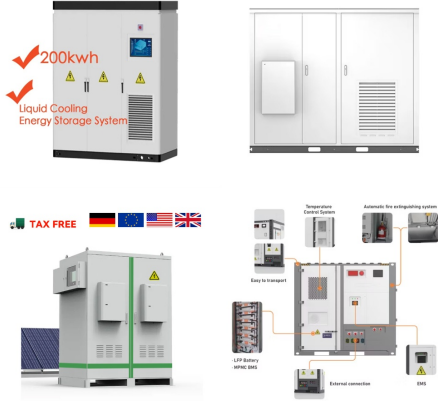 200kwh
Liquid Cooling
Energy Storage System
TAX FREE
Temperature
Control System
Automatic fire extinguishing system
Easy to transport
· LFP Battery
· MPMC BMS
External connection
EMS